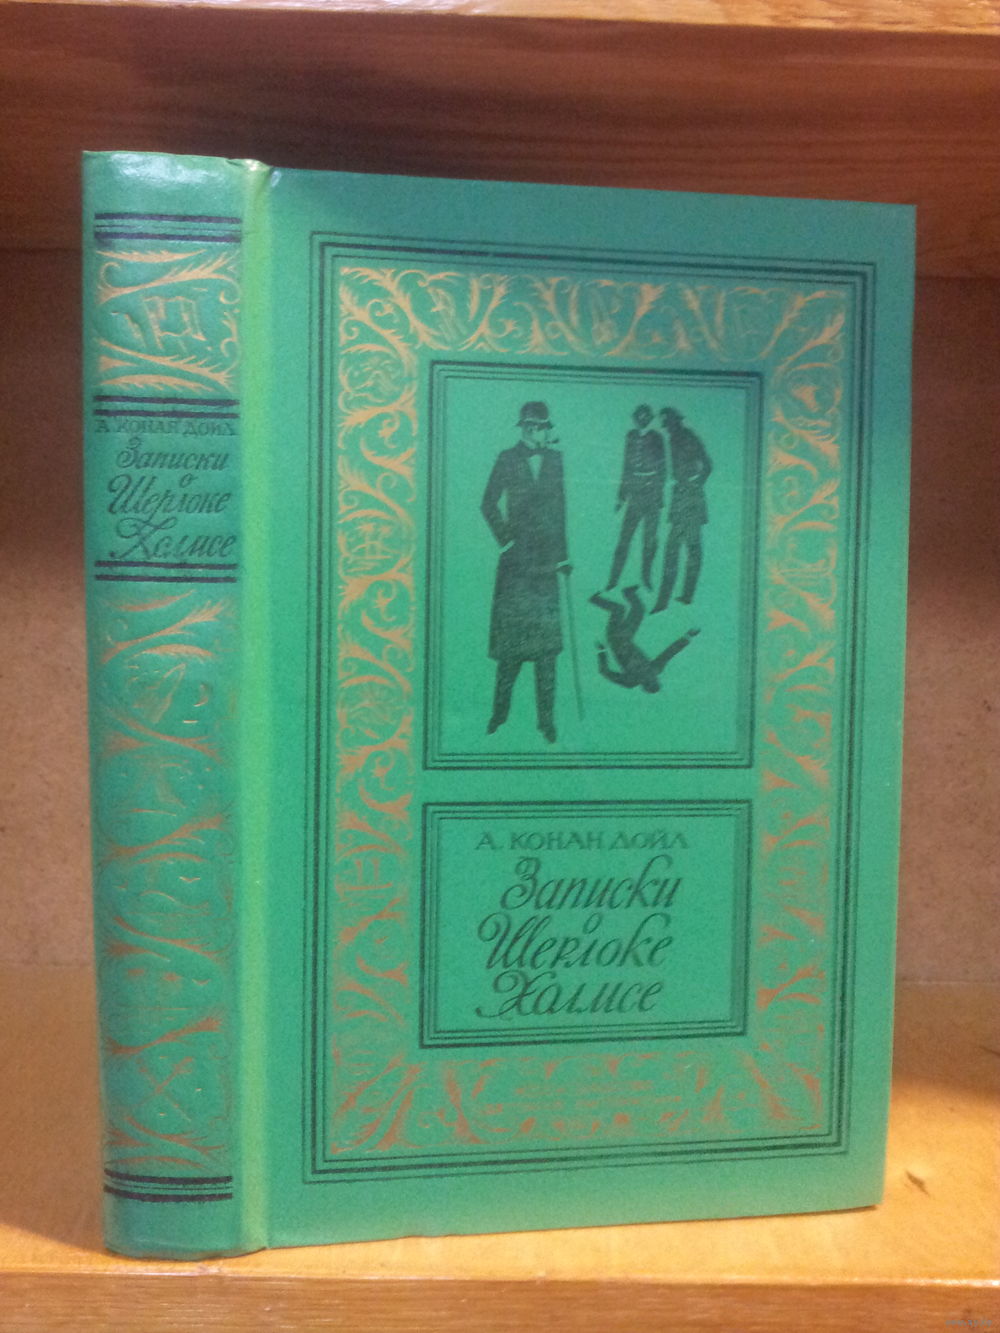 А. КОНАН ДОЙЛ
Записки
о
Шерлоке
Холмсе
А. КОНАН ДОЙЛ
Записки
о
Шерлоке
Холмсе